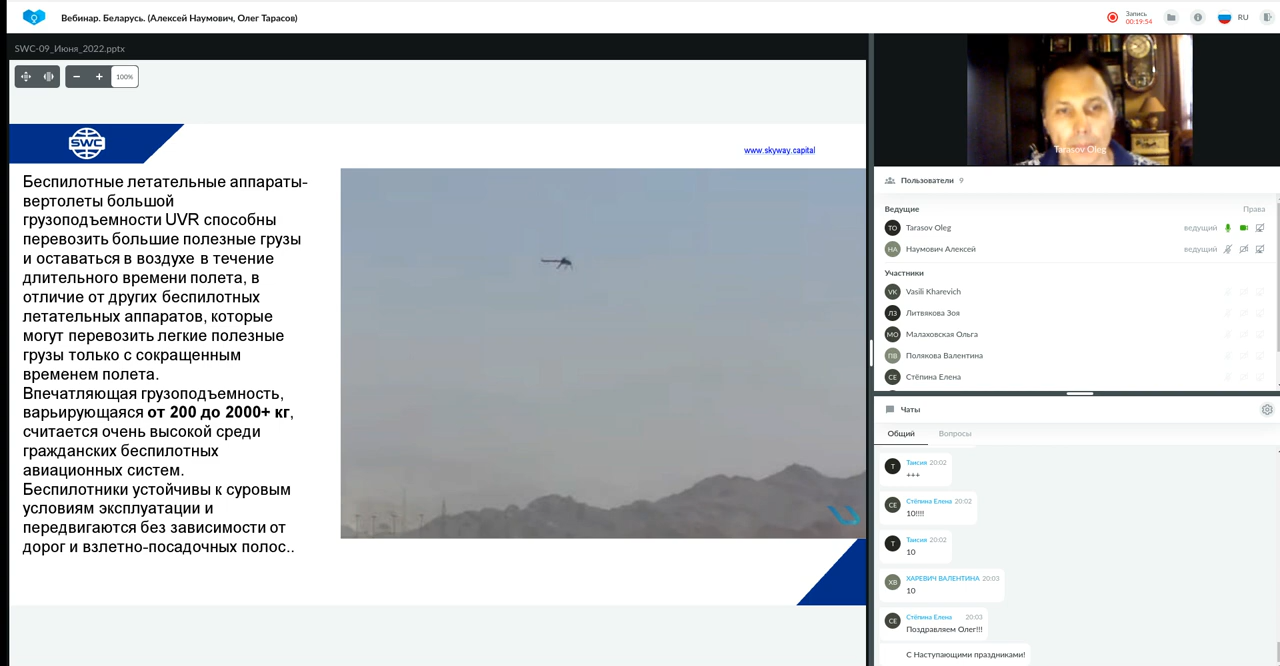 Вебинар. Беларусь. (Алексей Наумович, Олег Тарасов)
Запись
00:19:54
RU
SWC-09_Июня_2022.pptx
100%
SWC
www.skyway.capital
Беспилотные летательные аппараты-
вертолеты большой
грузоподъемности UVR способны
перевозить большие полезные грузы
и оставаться в воздухе в течение
длительного времени полета, в
отличие от других беспилотных
летательных аппаратов, которые
могут перевозить легкие полезные
грузы только с сокращенным
временем полета.
Впечатляющая грузоподъемность,
варьирующаяся от 200 до 2000+ кг,
считается очень высокой среди
гражданских беспилотных
авиационных систем.
Беспилотники устойчивы к суровым
условиям эксплуатации и
передвигаются без зависимости от
дорог и взлетно-посадочных полос..
Tarasov Oleg
Пользователи 9
Ведущие Права
TO Tarasov Oleg ведущий
НА Наумович Алексей ведущий
Участники
VK Vasili Kharevich
ЛЗ Литвякова Зоя
МО Малаховская Ольга
ПВ Полякова Валентина
СЕ Стёпина Елена
Чаты
Общий Вопросы
Т Таисия 20:02
+++
СЕ Стёпина Елена 20:02
10!!!!
Т Таисия 20:02
10
ХВ ХАРЕВИЧ ВАЛЕНТИНА 20:03
10
СЕ Стёпина Елена 20:03
Поздравляем Олег!!!
С Наступающими праздниками!